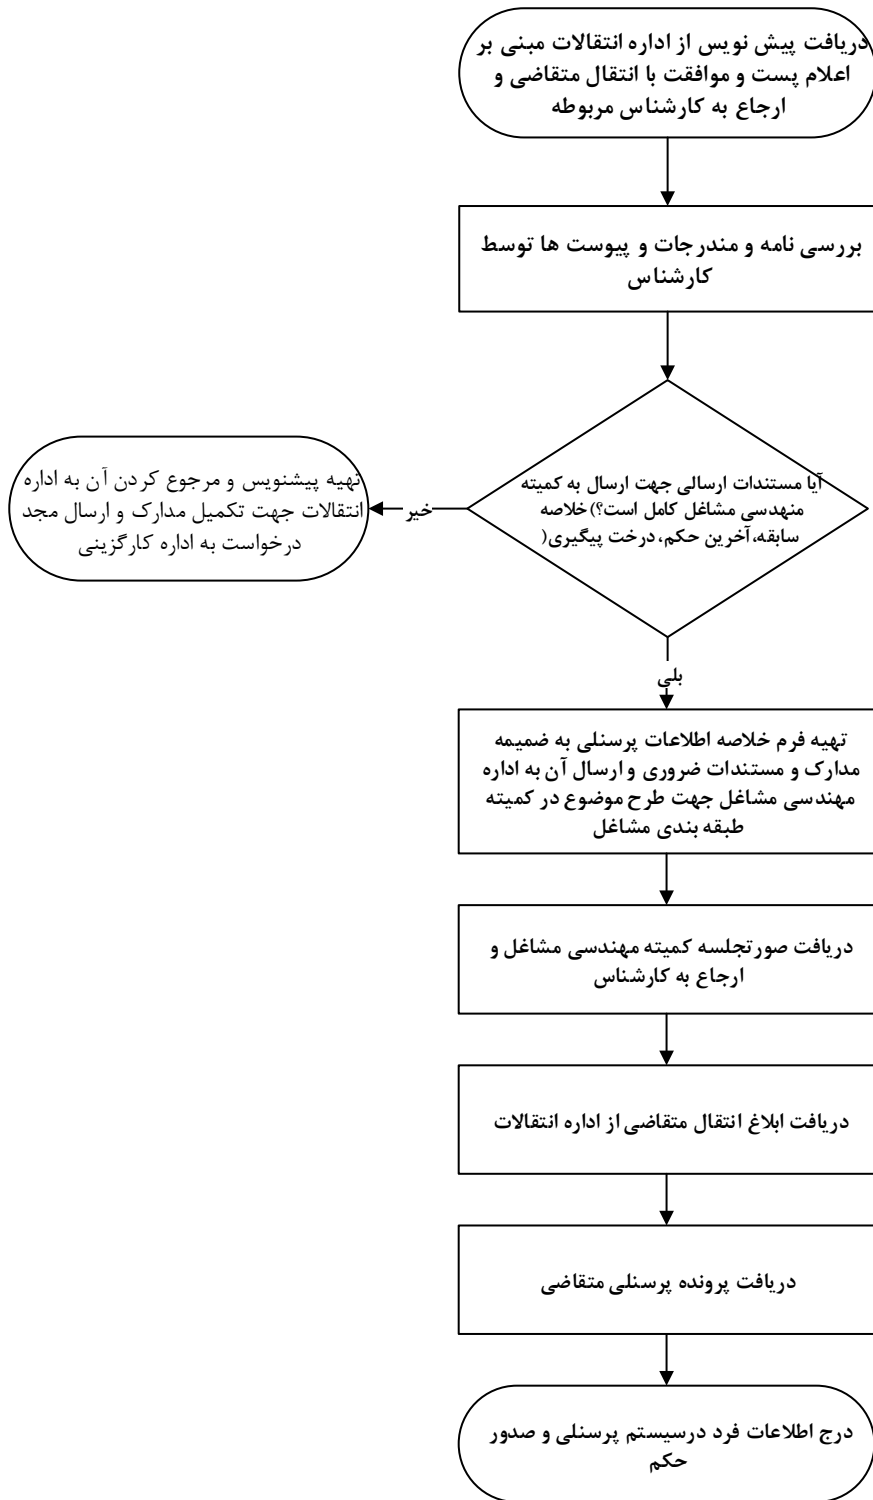 دریافت پیش نویس از اداره انتقالات مبنی بر
اعلام پست و موافقت با انتقال متقاضی و
ارجاع به کارشناس مربوطه
بررسی نامه و مندرجات و پیوست ها توسط
کارشناس
آیا مستندات ارسالی جهت ارسال به کمیته
منهدسی مشاغل کامل است؟)خلاصه
سابقه،آخرین حکم، درخت پیگیری(
خیر
تهیه پیشنویس و مرجوع کردن آن به اداره
انتقالات جهت تکمیل مدارک و ارسال مجد
درخواست به اداره کارگزینی
بلی
تهیه فرم خلاصه اطلاعات پرسنلی به ضمیمه
مدارک و مستندات ضروری و ارسال آن به اداره
مهندسی مشاغل جهت طرح موضوع در کمیته
طبقه بندی مشاغل
دریافت صورتجلسه کمیته مهندسی مشاغل و
ارجاع به کارشناس
دریافت ابلاغ انتقال متقاضی از اداره انتقالات
دریافت پرونده پرسنلی متقاضی
درج اطلاعات فرد درسیستم پرسنلی و صدور
حکم